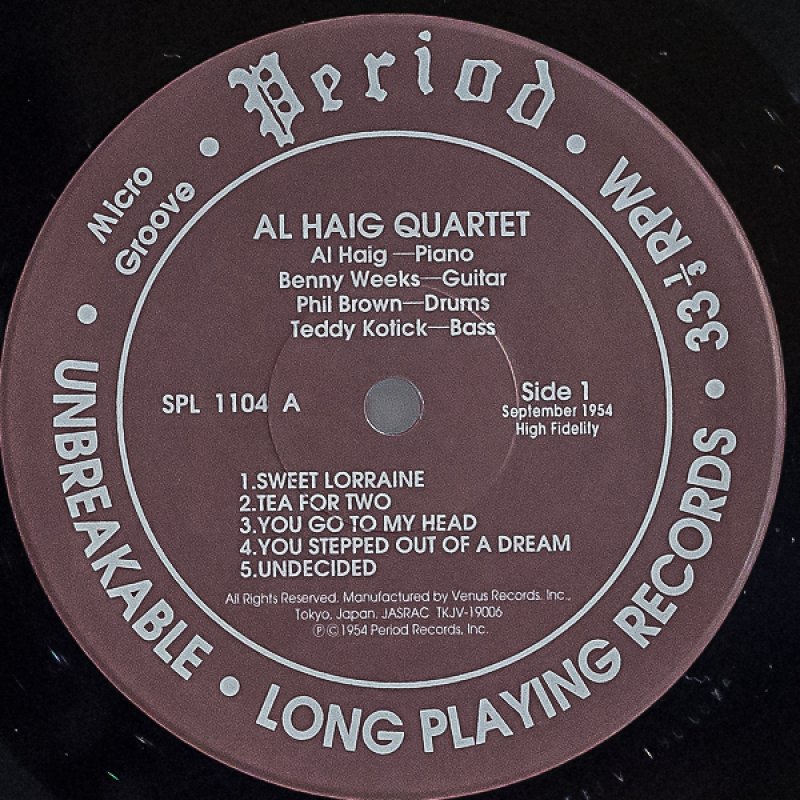 Period
Micro
Groove
33 1/3 RPM
AL HAIG QUARTET
Al Haig—Piano
Benny Weeks—Guitar
Phil Brown—Drums
Teddy Kotick—Bass
SPL 1104 A
Side 1
September 1954
High Fidelity
1.SWEET LORRAINE
2.TEA FOR TWO
3.YOU GO TO MY HEAD
4.YOU STEPPED OUT OF A DREAM
5.UNDECIDED
All Rights Reserved. Manufactured by Venus Records. Inc.,
Tokyo, Japan. JASRAC TKJV-19006
℗©1954 Period Records, Inc.
UNBREAKABLE • LONG PLAYING RECORDS